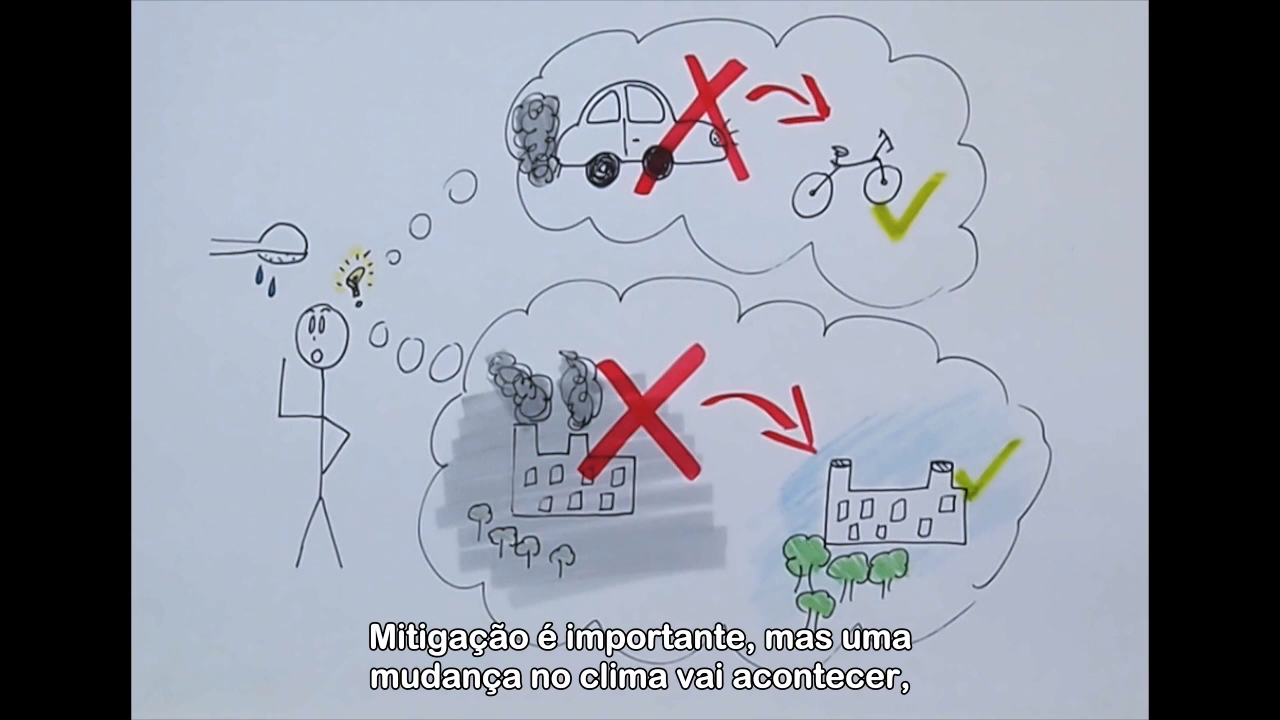 Mitigação é importante, mas uma
mudança no clima vai acontecer,